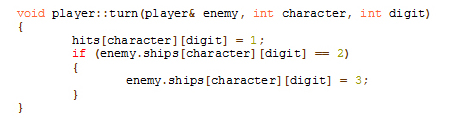 void player::turn(player& enemy, int character, int digit)
{
hits[character][digit] = 1;
if (enemy.ships[character][digit] == 2)
{
enemy.ships[character][digit] = 3;
}
}